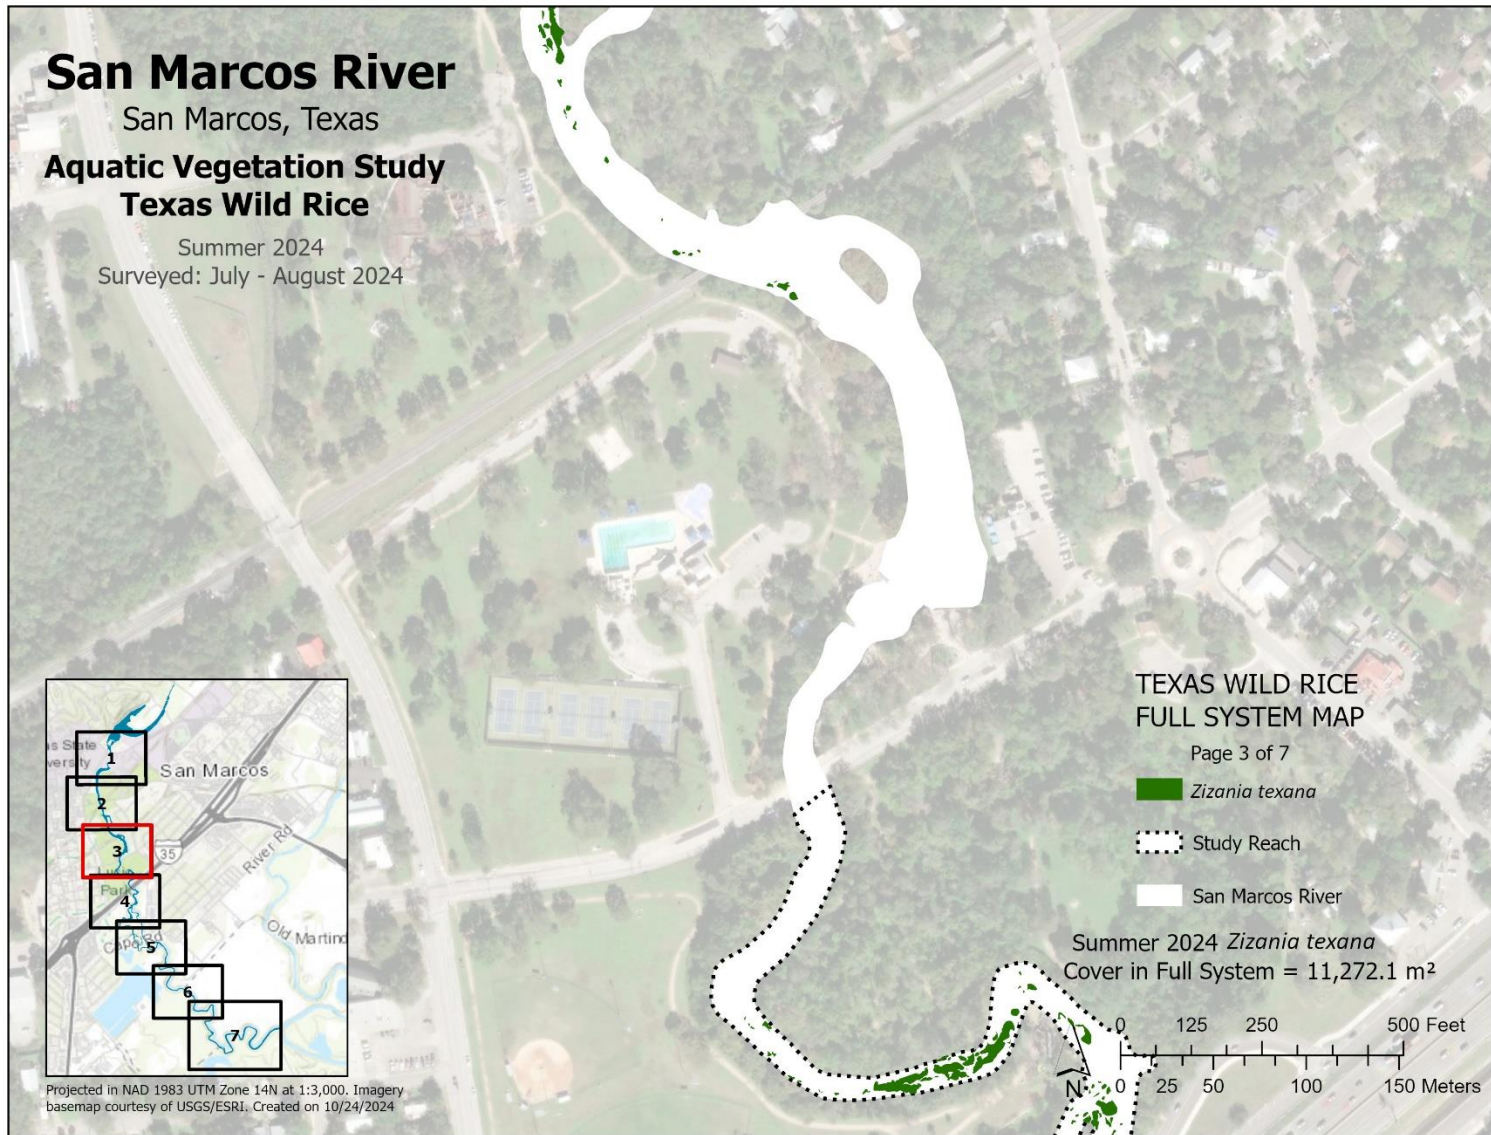 San Marcos River
San Marcos, Texas
Aquatic Vegetation Study
Texas Wild Rice
Summer 2024
Surveyed: July - August 2024
1
2
3
4
5
6
7
San Marcos
35
River Rd
Park
Old Martind
Projected in NAD 1983 UTM Zone 14N at 1:3,000. Imagery
basemap courtesy of USGS/ESRI. Created on 10/24/2024
TEXAS WILD RICE
FULL SYSTEM MAP
Page 3 of 7
Zizania texana
Study Reach
San Marcos River
Summer 2024 Zizania texana
Cover in Full System = 11,272.1 m²
0 125 250 500 Feet
0 25 50 100 150 Meters
N